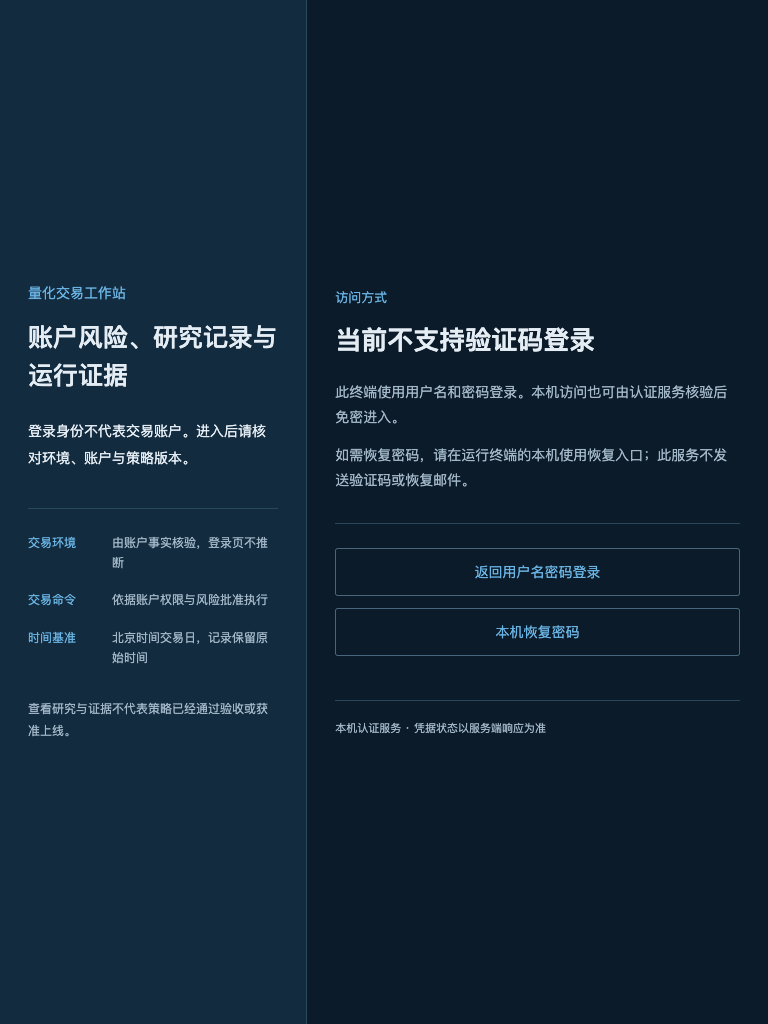 量化交易工作站
账户风险、研究记录与
运行证据
登录身份不代表交易账户。进入后请核
对环境、账户与策略版本。
交易环境
由账户事实核验，登录页不推
断
交易命令
依据账户权限与风险批准执行
时间基准
北京时间交易日，记录保留原
始时间
查看研究与证据不代表策略已经通过验收或获
准上线。
访问方式
当前不支持验证码登录
此终端使用用户名和密码登录。本机访问也可由认证服务核验后
免密进入。
如需恢复密码，请在运行终端的本机使用恢复入口；此服务不发
送验证码或恢复邮件。
返回用户名密码登录
本机恢复密码
本机认证服务 · 凭据状态以服务端响应为准